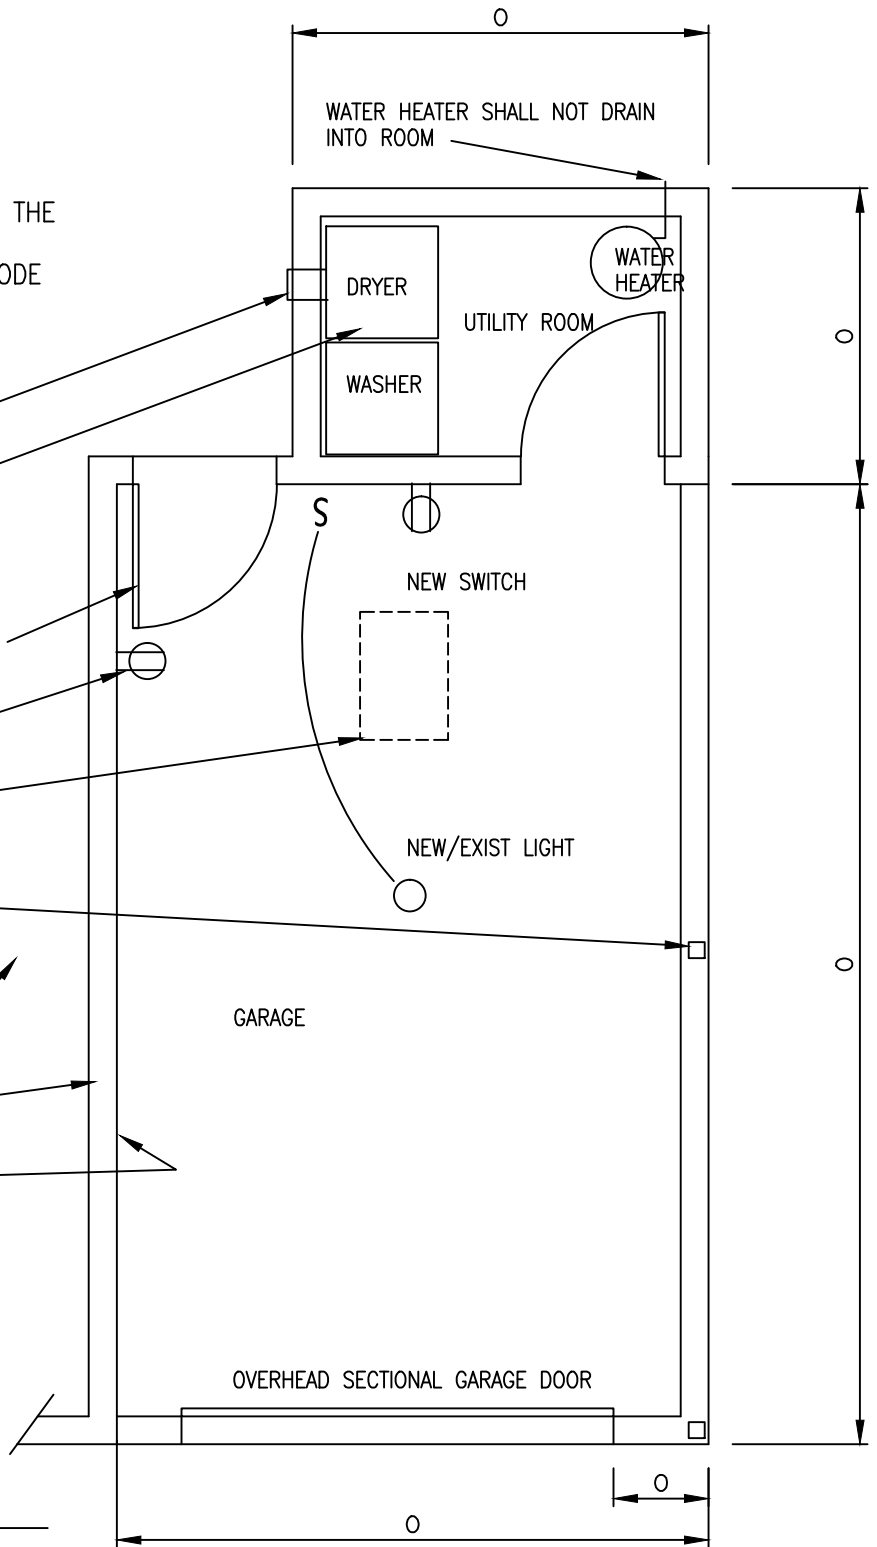 O
WATER HEATER SHALL NOT DRAIN
INTO ROOM
THE
ODE
WATER
HEATER
DRYER
UTILITY ROOM
O
WASHER
S
NEW SWITCH
NEW/EXIST LIGHT
O
GARAGE
OVERHEAD SECTIONAL GARAGE DOOR
O
O